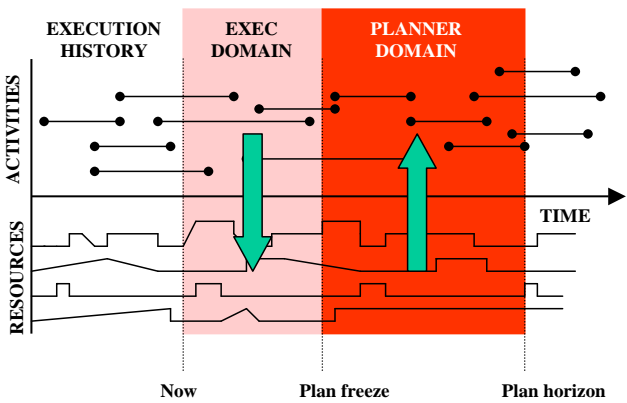 EXECUTION
HISTORY
EXEC
DOMAIN
PLANNER
DOMAIN
ACTIVITIES
TIME
RESOURCES
Now
Plan freeze
Plan horizon